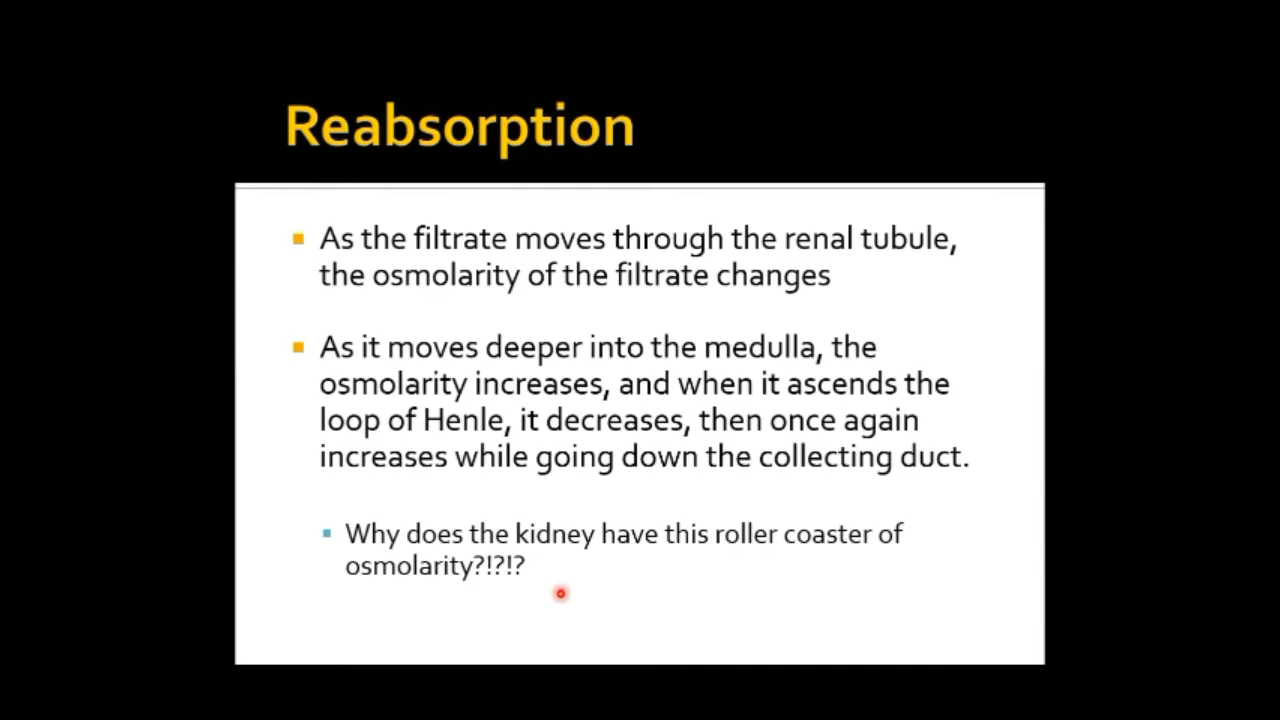 Reabsorption
As the filtrate moves through the renal tubule,
the osmolarity of the filtrate changes
As it moves deeper into the medulla, the
osmolarity increases, and when it ascends the
loop of Henle, it decreases, then once again
increases while going down the collecting duct.
Why does the kidney have this roller coaster of
osmolarity?!?!?